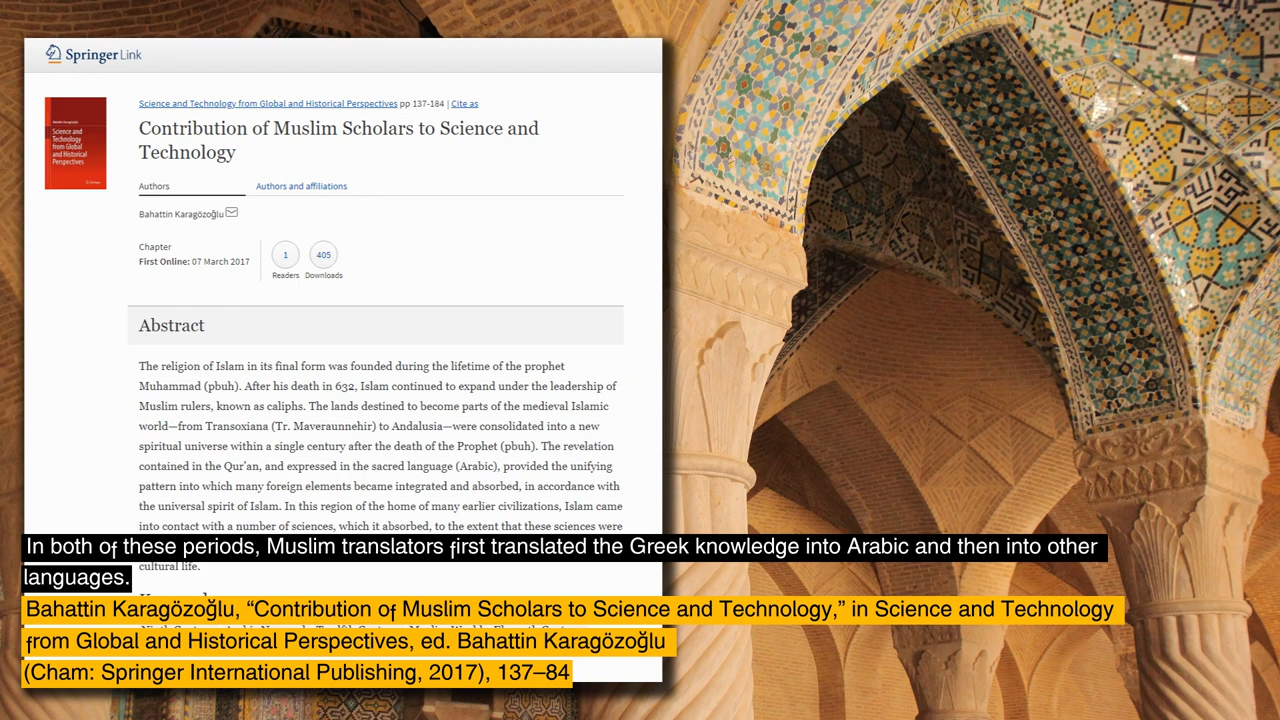 Springer Link
Science and Technology from Global and Historical Perspectives
Science and Technology from Global and Historical Perspectives pp 137-184 | Cite as
Contribution of Muslim Scholars to Science and
Technology
Authors
Authors and affiliations
Bahattin Karagözoğlu
Chapter
First Online: 07 March 2017
1
405
Readers
Downloads
Abstract
The religion of Islam in its final form was founded during the lifetime of the prophet
Muhammad (pbuh). After his death in 632, Islam continued to expand under the leadership of
Muslim rulers, known as caliphs. The lands destined to become parts of the medieval Islamic
world—from Transoxiana (Tr. Maveraunnehir) to Andalusia—were consolidated into a new
spiritual universe within a single century after the death of the Prophet (pbuh). The revelation
contained in the Qur'an, and expressed in the sacred language (Arabic), provided the unifying
pattern into which many foreign elements became integrated and absorbed, in accordance with
the universal spirit of Islam. In this region of the home of many earlier civilizations, Islam came
into contact with a number of sciences, which it absorbed, to the extent that these sciences were
In both of these periods, Muslim translators first translated the Greek knowledge into Arabic and then into other
languages.
cultural life.
Bahattin Karagözoğlu, “Contribution of Muslim Scholars to Science and Technology,” in Science and Technology
from Global and Historical Perspectives, ed. Bahattin Karagözoğlu
(Cham: Springer International Publishing, 2017), 137–84